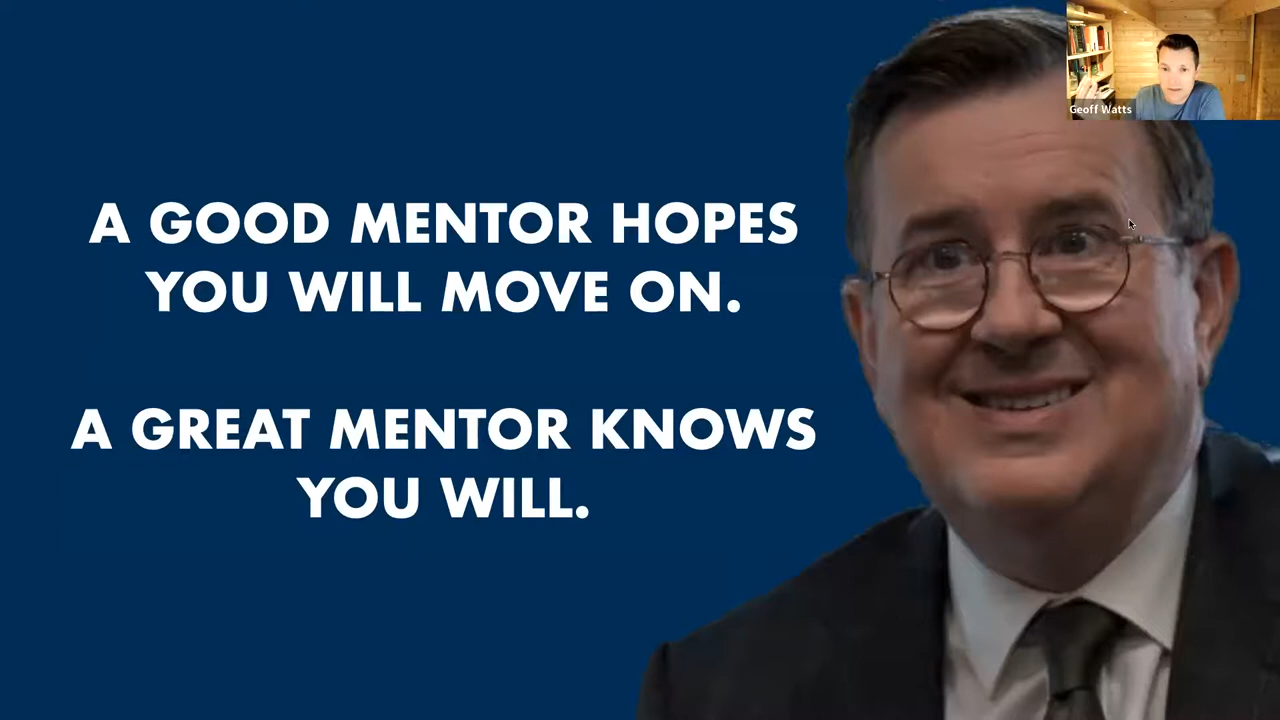 Geoff Watts
A GOOD MENTOR HOPES
YOU WILL MOVE ON.
A GREAT MENTOR KNOWS
YOU WILL.